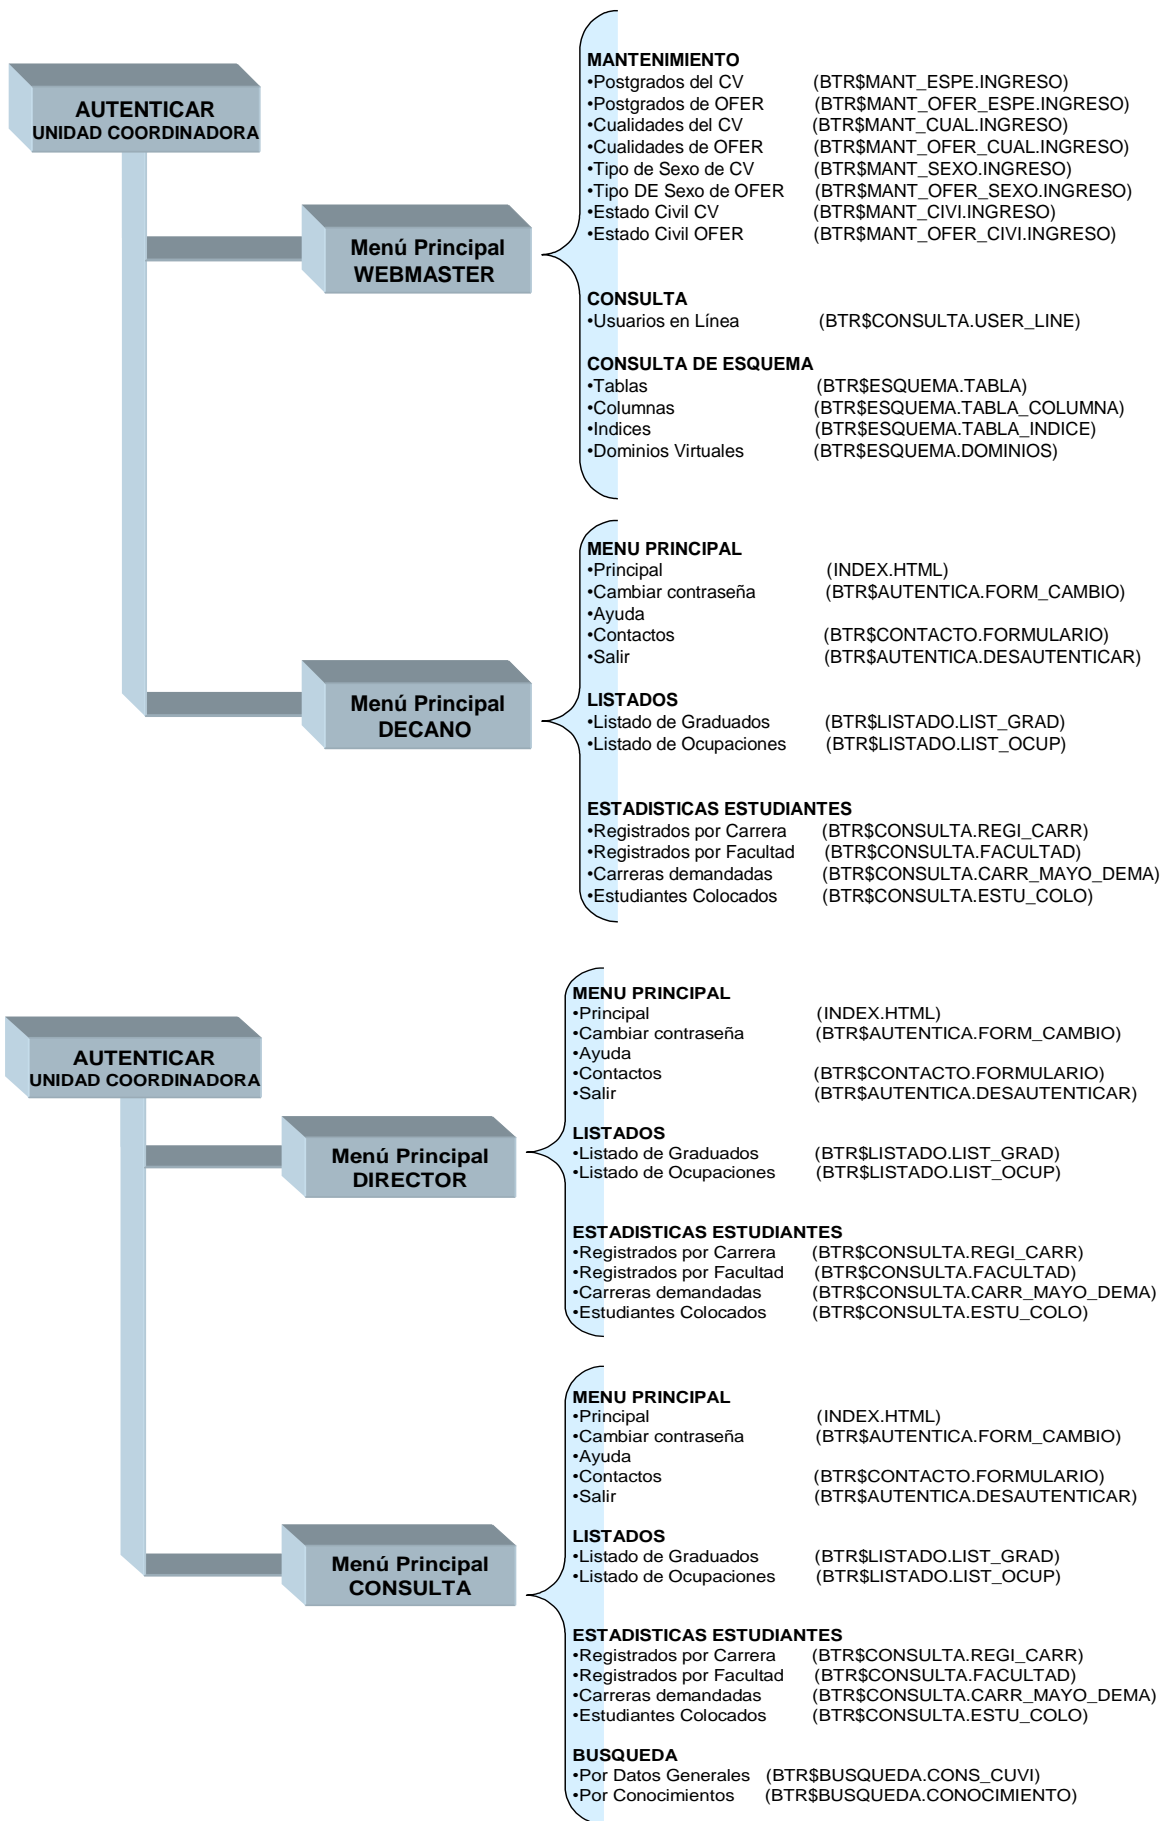 AUTENTICAR
UNIDAD COORDINADORA
Menú Principal
WEBMASTER
MANTENIMIENTO
•Postgrados del CV (BTR$MANT_ESPE.INGRESO)
•Postgrados de OFER (BTR$MANT_OFER_ESPE.INGRESO)
•Cualidades del CV (BTR$MANT_CUAL.INGRESO)
•Cualidades de OFER (BTR$MANT_OFER_CUAL.INGRESO)
•Tipo de Sexo de CV (BTR$MANT_SEXO.INGRESO)
•Tipo DE Sexo de OFER (BTR$MANT_OFER_SEXO.INGRESO)
•Estado Civil CV (BTR$MANT_CIVI.INGRESO)
•Estado Civil OFER (BTR$MANT_OFER_CIVI.INGRESO)
CONSULTA
•Usuarios en Línea (BTR$CONSULTA.USER_LINE)
CONSULTA DE ESQUEMA
•Tablas (BTR$ESQUEMA.TABLA)
•Columnas (BTR$ESQUEMA.TABLA_COLUMNA)
•Indices (BTR$ESQUEMA.TABLA_INDICE)
•Dominios Virtuales (BTR$ESQUEMA.DOMINIOS)
Menú Principal
DECANO
MENU PRINCIPAL
•Principal (INDEX.HTML)
•Cambiar contraseña (BTR$AUTENTICA.FORM_CAMBIO)
•Ayuda
•Contactos (BTR$CONTACTO.FORMULARIO)
•Salir (BTR$AUTENTICA.DESAUTENTICAR)
LISTADOS
•Listado de Graduados (BTR$LISTADO.LIST_GRAD)
•Listado de Ocupaciones (BTR$LISTADO.LIST_OCUP)
ESTADISTICAS ESTUDIANTES
•Registrados por Carrera (BTR$CONSULTA.REGI_CARR)
•Registrados por Facultad (BTR$CONSULTA.FACULTAD)
•Carreras demandadas (BTR$CONSULTA.CARR_MAYO_DEMA)
•Estudiantes Colocados (BTR$CONSULTA.ESTU_COLO)
AUTENTICAR
UNIDAD COORDINADORA
Menú Principal
DIRECTOR
MENU PRINCIPAL
•Principal (INDEX.HTML)
•Cambiar contraseña (BTR$AUTENTICA.FORM_CAMBIO)
•Ayuda
•Contactos (BTR$CONTACTO.FORMULARIO)
•Salir (BTR$AUTENTICA.DESAUTENTICAR)
LISTADOS
•Listado de Graduados (BTR$LISTADO.LIST_GRAD)
•Listado de Ocupaciones (BTR$LISTADO.LIST_OCUP)
ESTADISTICAS ESTUDIANTES
•Registrados por Carrera (BTR$CONSULTA.REGI_CARR)
•Registrados por Facultad (BTR$CONSULTA.FACULTAD)
•Carreras demandadas (BTR$CONSULTA.CARR_MAYO_DEMA)
•Estudiantes Colocados (BTR$CONSULTA.ESTU_COLO)
Menú Principal
CONSULTA
MENU PRINCIPAL
•Principal (INDEX.HTML)
•Cambiar contraseña (BTR$AUTENTICA.FORM_CAMBIO)
•Ayuda
•Contactos (BTR$CONTACTO.FORMULARIO)
•Salir (BTR$AUTENTICA.DESAUTENTICAR)
LISTADOS
•Listado de Graduados (BTR$LISTADO.LIST_GRAD)
•Listado de Ocupaciones (BTR$LISTADO.LIST_OCUP)
ESTADISTICAS ESTUDIANTES
•Registrados por Carrera (BTR$CONSULTA.REGI_CARR)
•Registrados por Facultad (BTR$CONSULTA.FACULTAD)
•Carreras demandadas (BTR$CONSULTA.CARR_MAYO_DEMA)
•Estudiantes Colocados (BTR$CONSULTA.ESTU_COLO)
BUSQUEDA
•Por Datos Generales (BTR$BUSQUEDA.CONS_CUVI)
•Por Conocimientos (BTR$BUSQUEDA.CONOCIMIENTO)